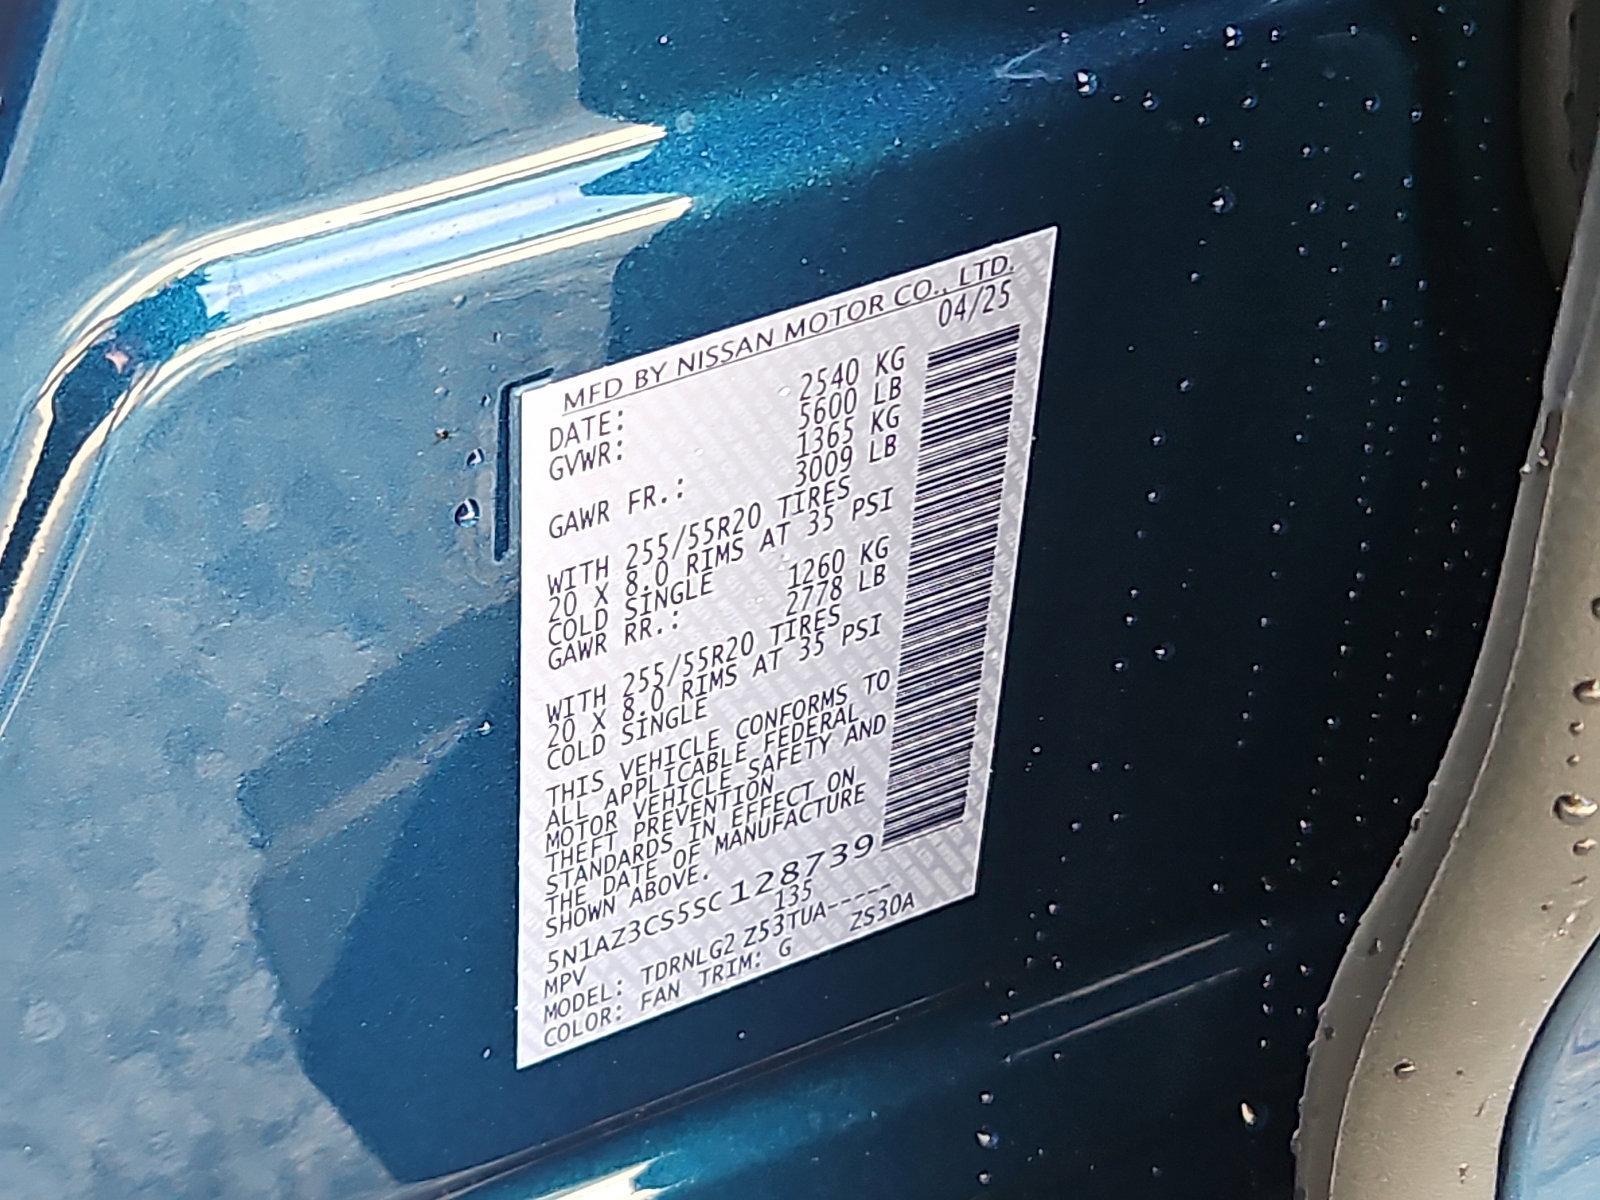 MFD BY NISSAN MOTOR CO., LTD.
DATE: 04/25
GVWR: 2540 KG
5600 LB
GAWR FR.: 1365 KG
3009 LB
WITH 255/55R20 TIRES
20 X 8.0 RIMS AT 35 PSI
COLD SINGLE
GAWR RR.: 1260 KG
2778 LB
WITH 255/55R20 TIRES
20 X 8.0 RIMS AT 35 PSI
COLD SINGLE
THIS VEHICLE CONFORMS TO
ALL APPLICABLE FEDERAL
MOTOR VEHICLE SAFETY AND
THEFT PREVENTION
STANDARDS IN EFFECT ON
THE DATE OF MANUFACTURE
SHOWN ABOVE.
5N1AZ3CS5SC128739
MPV 135
MODEL: TDRNLG2 Z53TUA-----
COLOR: FAN TRIM: G ZS30A